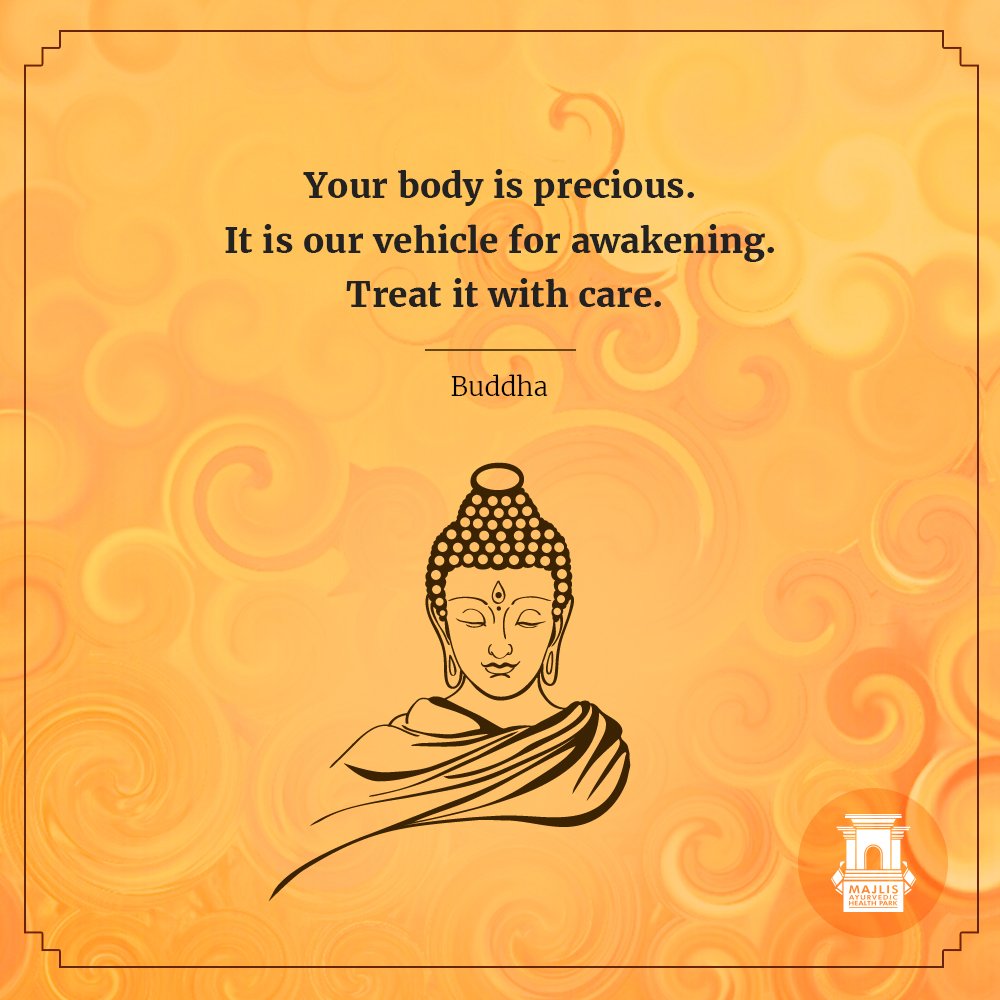 Your body is precious.
It is our vehicle for awakening.
Treat it with care.
Buddha
MAJLIS
AYURVEDIC
HEALTH PARK